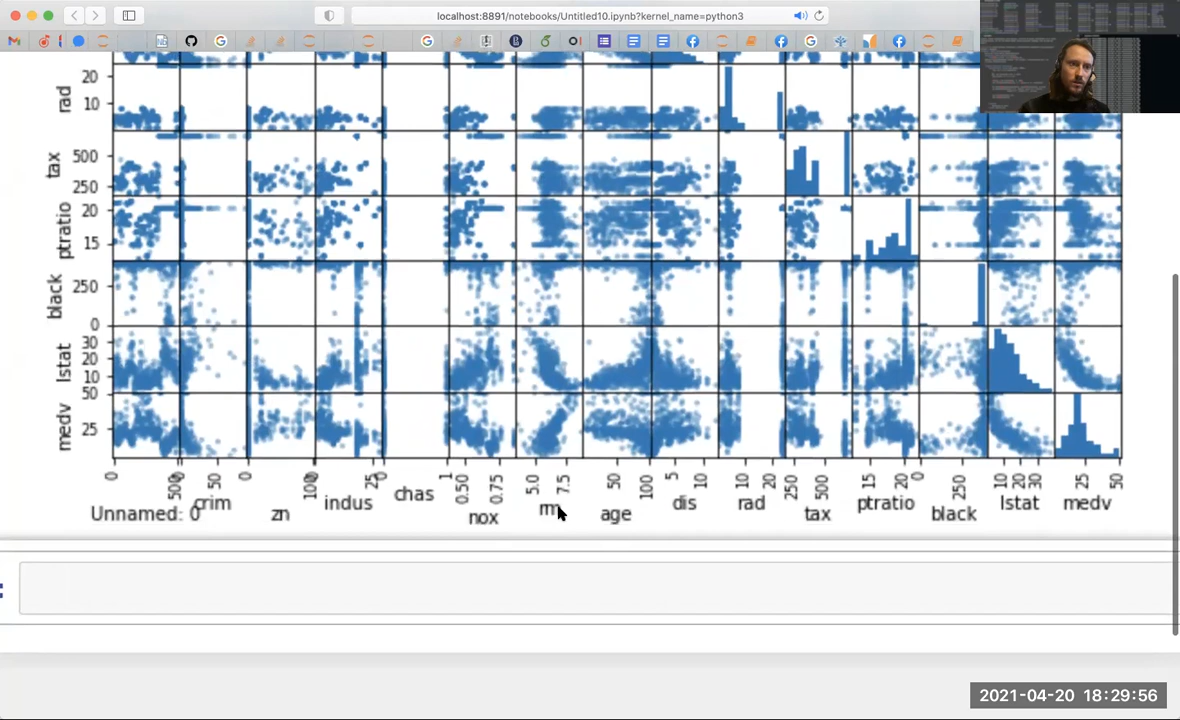 localhost:8891/notebooks/Untitled10.ipynb?kernel_name=python3
20
rad
10
500
tax
250
20
ptratio
15
black
250
0
lstat
30
20
10
50
medv
25
0 500 0 50 0 100 0 25 0 1 0.50 0.75 5.0 7.5 50 100 5 10 10 20 250 500 15 20 0 250 10 20 30 25 50
Unnamed: 0 crim zn indus chas nox rm age dis rad tax ptratio black lstat medv
:
2021-04-20 18:29:56